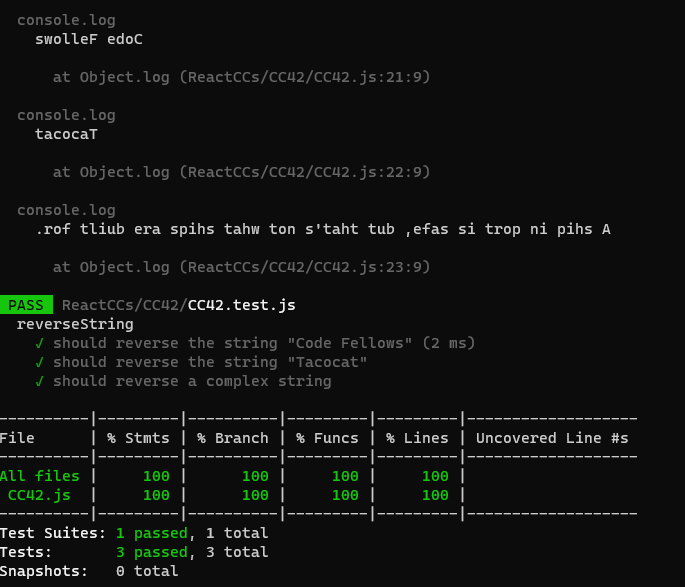 console.log
swolleF edoC
at Object.log (ReactCCs/CC42/CC42.js:21:9)
console.log
tacocaT
at Object.log (ReactCCs/CC42/CC42.js:22:9)
console.log
.rof tliub era spihs tahw ton s'taht tub ,efas si trop ni pihs A
at Object.log (ReactCCs/CC42/CC42.js:23:9)
PASS ReactCCs/CC42/CC42.test.js
reverseString
√ should reverse the string "Code Fellows" (2 ms)
√ should reverse the string "Tacocat"
√ should reverse a complex string
----------|---------|----------|---------|---------|-------------------
File      | % Stmts | % Branch | % Funcs | % Lines | Uncovered Line #s
----------|---------|----------|---------|---------|-------------------
All files |     100 |      100 |     100 |     100 |
 CC42.js  |     100 |      100 |     100 |     100 |
----------|---------|----------|---------|---------|-------------------
Test Suites: 1 passed, 1 total
Tests:       3 passed, 3 total
Snapshots:   0 total